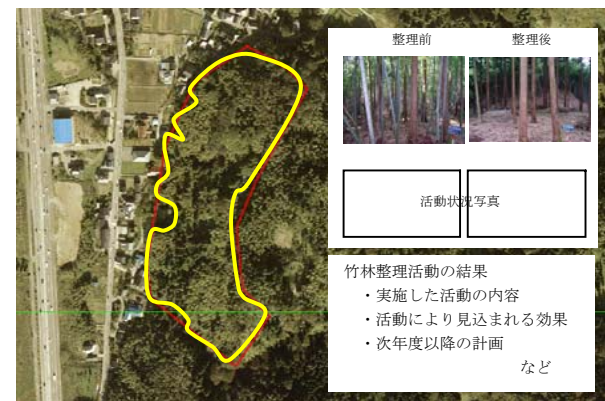 整理前
整理後
活動状況写真
竹林整理活動の結果
・実施した活動の内容
・活動により見込まれる効果
・次年度以降の計画
など